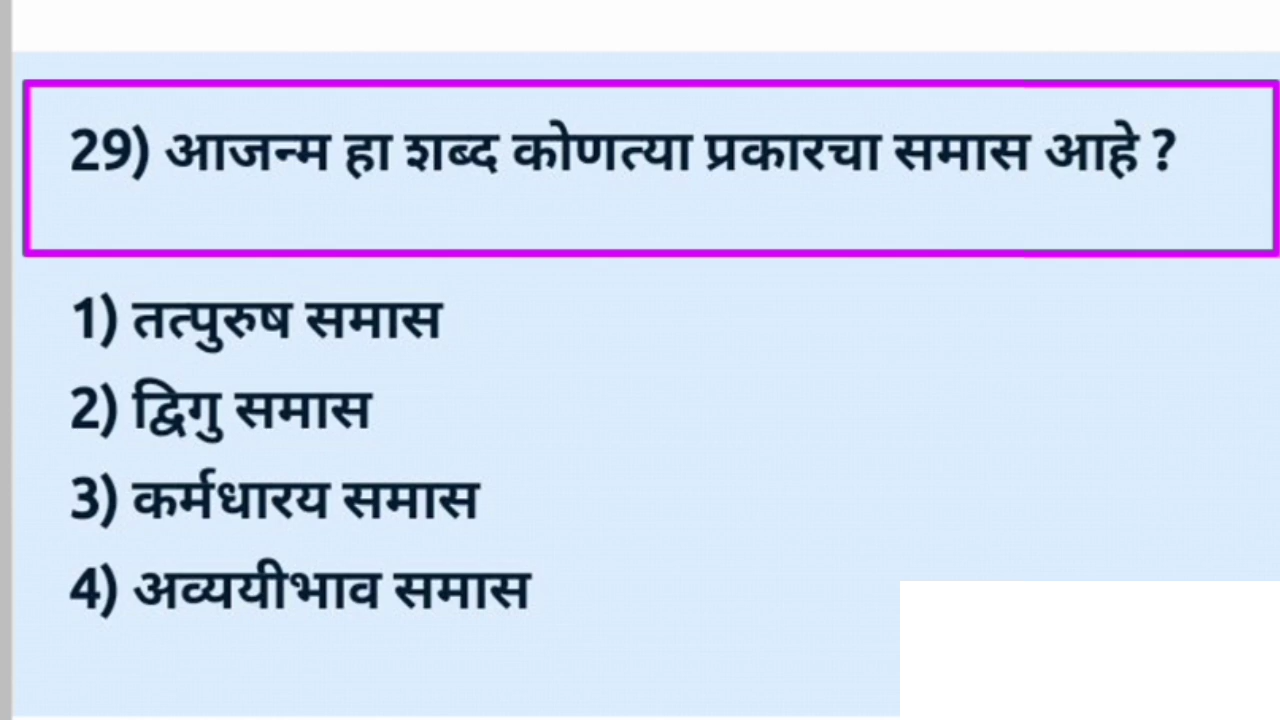 29) आजन्म हा शब्द कोणत्या प्रकारचा समास आहे ?
1) तत्पुरुष समास
2) द्विगु समास
3) कर्मधारय समास
4) अव्ययीभाव समास